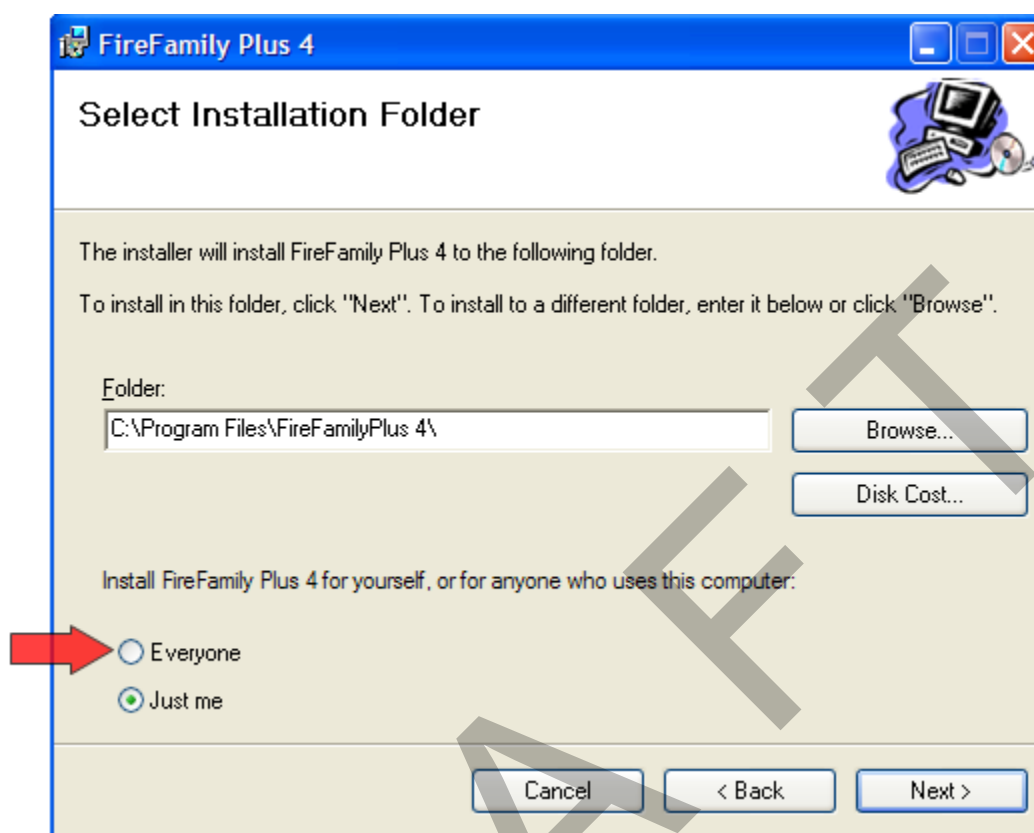 FireFamily Plus 4
Select Installation Folder
The installer will install FireFamily Plus 4 to the following folder.
To install in this folder, click "Next". To install to a different folder, enter it below or click "Browse".
Folder:
C:\Program Files\FireFamilyPlus 4\
Browse...
Disk Cost...
Install FireFamily Plus 4 for yourself, or for anyone who uses this computer:
Everyone
Just me
Cancel
< Back
Next >
AFT